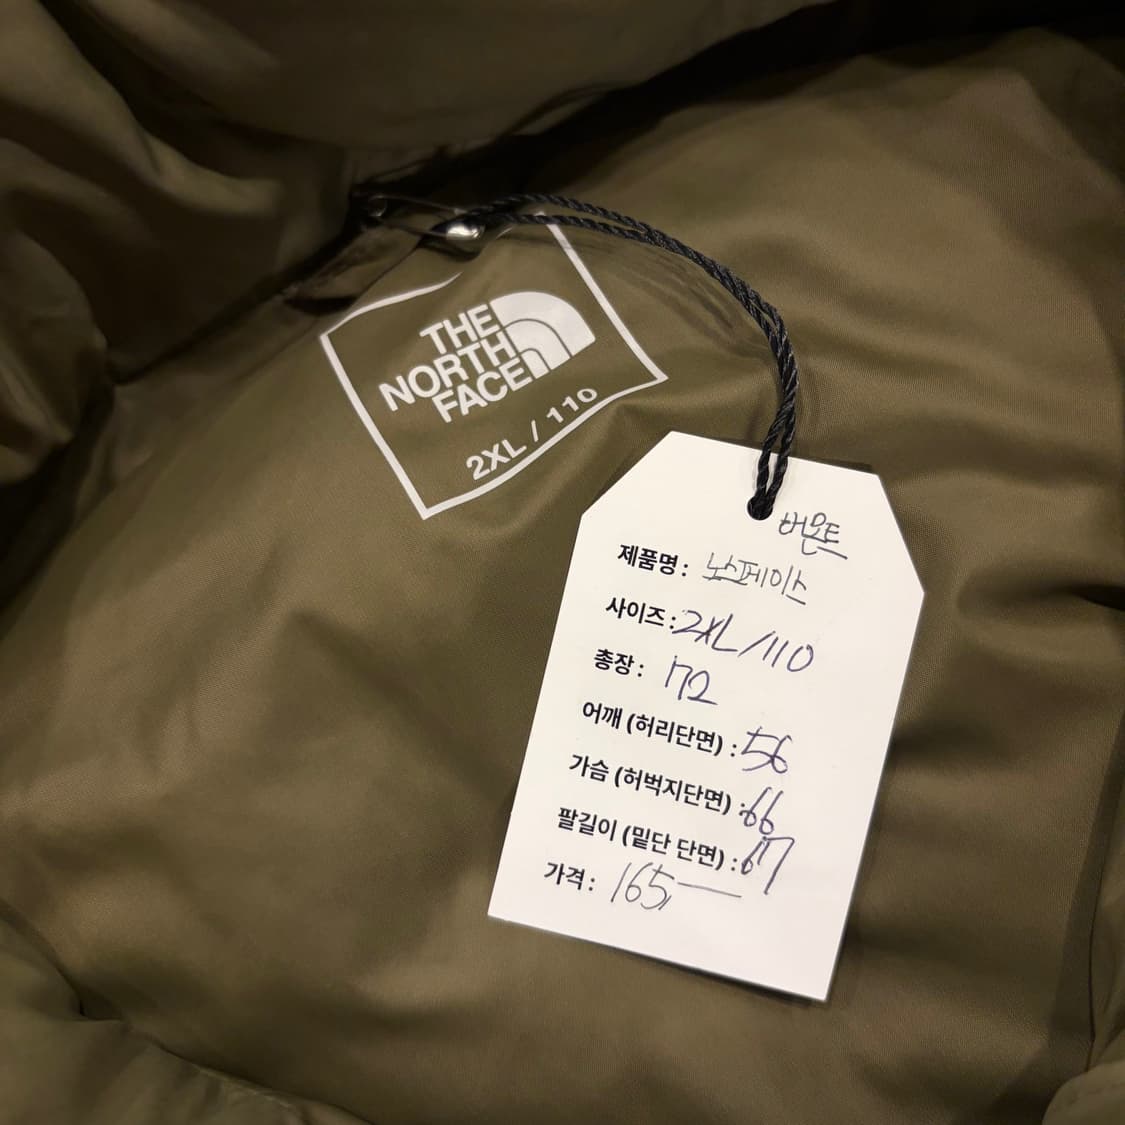 THE
NORTH
FACE
2XL / 110
버몬트
제품명 : 노스페이스
사이즈 : 2XL/110
총장 : 72
어깨 (허리단면) : 56
가슴 (허벅지단면) : 66
팔길이 (밑단 단면) : 67
가격 : 165,—